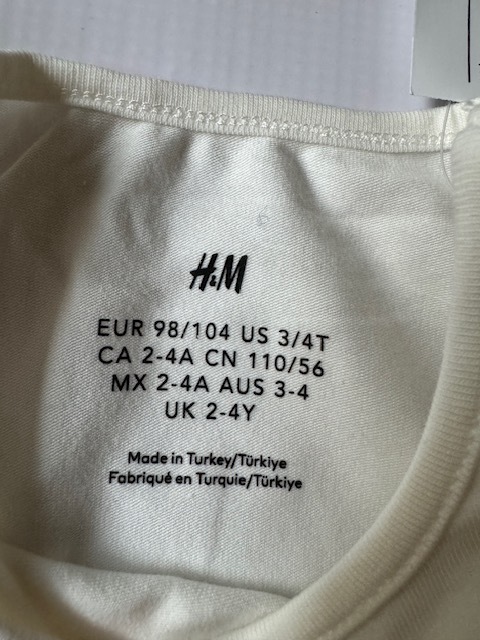 H&M
EUR 98/104 US 3/4T
CA 2-4A CN 110/56
MX 2-4A AUS 3-4
UK 2-4Y
Made in Turkey/Türkiye
Fabriqué en Turquie/Türkiye